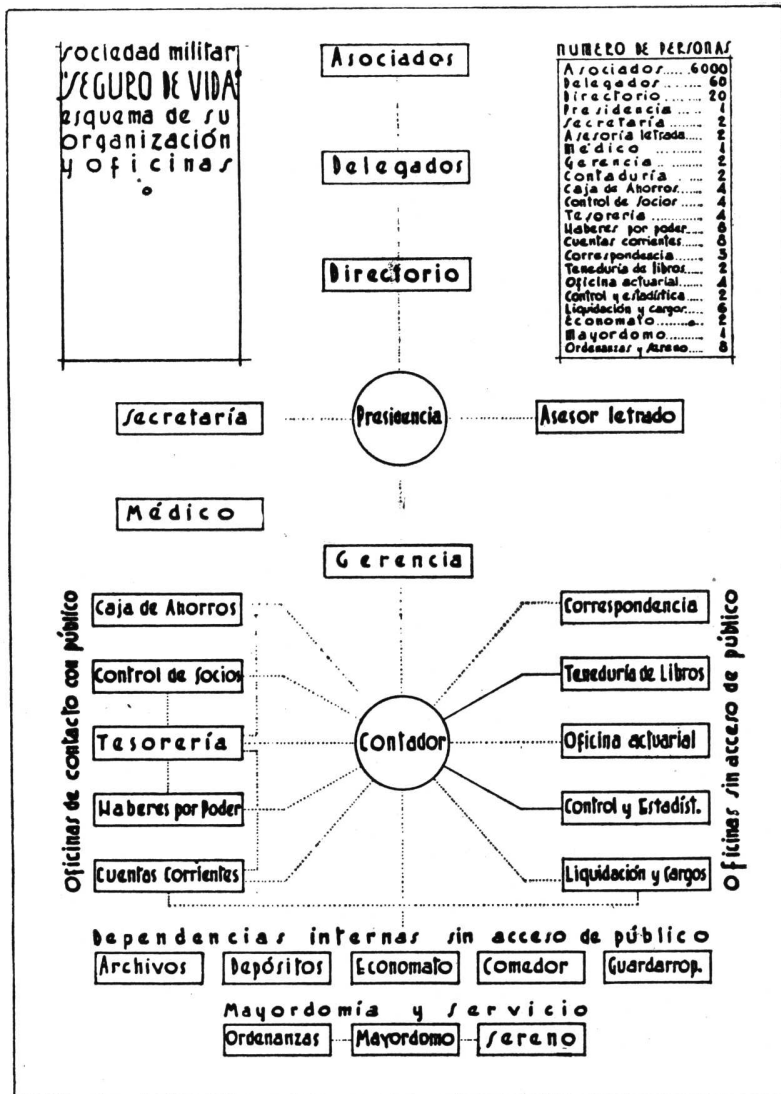 sociedad militar
"SEGURO DE VIDA"
esquema de su
organización
y oficinas
Asociados
Delegados
Directorio
NUMERO DE PERSONAS
Asociados..... 6000
Delegados ... 60
Directorio ...... 20
Presidencia .... 1
Secretaría ........ 2
Asesoría letrada.... 2
Médico ......... 1
Gerencia .. .. 2
Contaduría . ... 2
Caja de Ahorros.... 4
Control de Socios ..... 4
Tesorería ........... 4
Haberes por poder.... 8
Cuentas corrientes..... 8
Correspondencia ..... 3
Teneduría de libros.... 2
Oficina actuarial...... 4
Control y estadística .... 2
Liquidación y cargos.... 6
Economato........... 2
Mayordomo ........ 1
Ordenanzas y sereno .... 8
Secretaría
Presidencia
Asesor letrado
Médico
Gerencia
Oficinas de contacto con público
Caja de Ahorros
Control de Socios
Tesorería
Haberes por Poder
Cuentas Corrientes
Contador
Correspondencia
Teneduría de Libros
Oficina actuarial
Control y Estadíst.
Liquidación y Cargos
Oficinas sin acceso de público
Dependencias internas sin acceso de público
Archivos
Depósitos
Economato
Comedor
Guardarrop.
Mayordomía y servicio
Ordenanzas
Mayordomo
Sereno